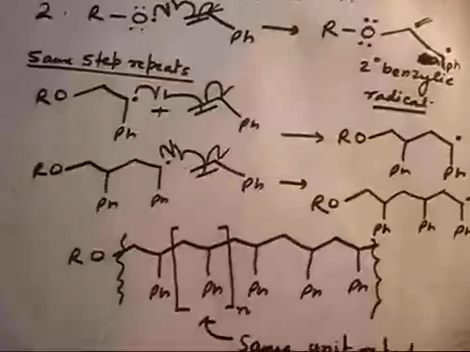 2. R–Ö Ph → R–Ö Ph
2° benzylic
radical.
Same step repeats
RO Ph + Ph → RO Ph Ph
RO Ph Ph Ph → RO Ph Ph Ph
RO Ph Ph n Ph Ph Ph
Same unit